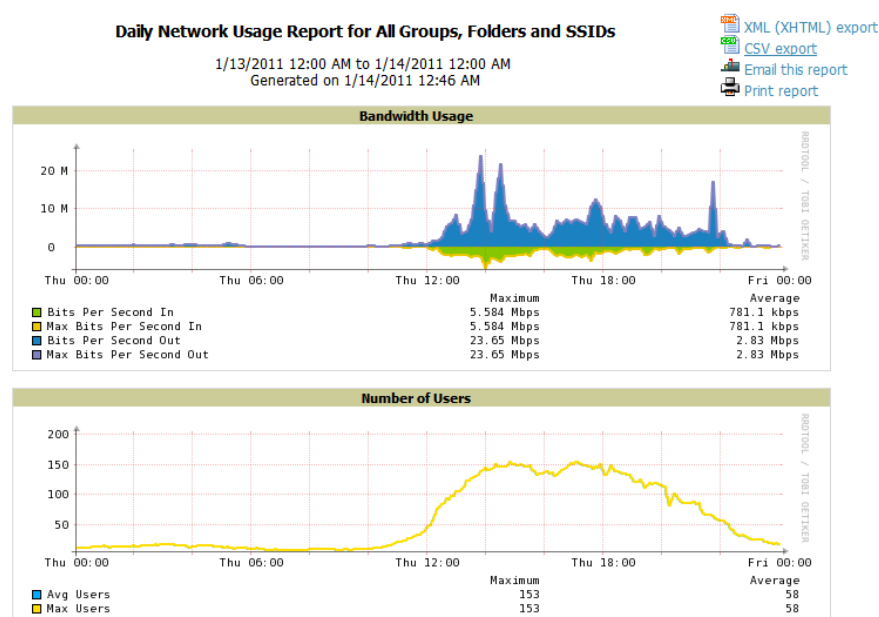 Daily Network Usage Report for All Groups, Folders and SSIDs
1/13/2011 12:00 AM to 1/14/2011 12:00 AM
Generated on 1/14/2011 12:46 AM
XML (XHTML) export
CSV export
Email this report
Print report
Bandwidth Usage
RRDTOOL / TOBI OETIKER
20 M
10 M
0
Thu 00:00 Thu 06:00 Thu 12:00 Thu 18:00 Fri 00:00
Maximum Average
Bits Per Second In 5.584 Mbps 781.1 kbps
Max Bits Per Second In 5.584 Mbps 781.1 kbps
Bits Per Second Out 23.65 Mbps 2.83 Mbps
Max Bits Per Second Out 23.65 Mbps 2.83 Mbps
Number of Users
RRDTOOL / TOBI OETIKER
200
150
100
50
Thu 00:00 Thu 06:00 Thu 12:00 Thu 18:00 Fri 00:00
Maximum Average
Avg Users 153 58
Max Users 153 58